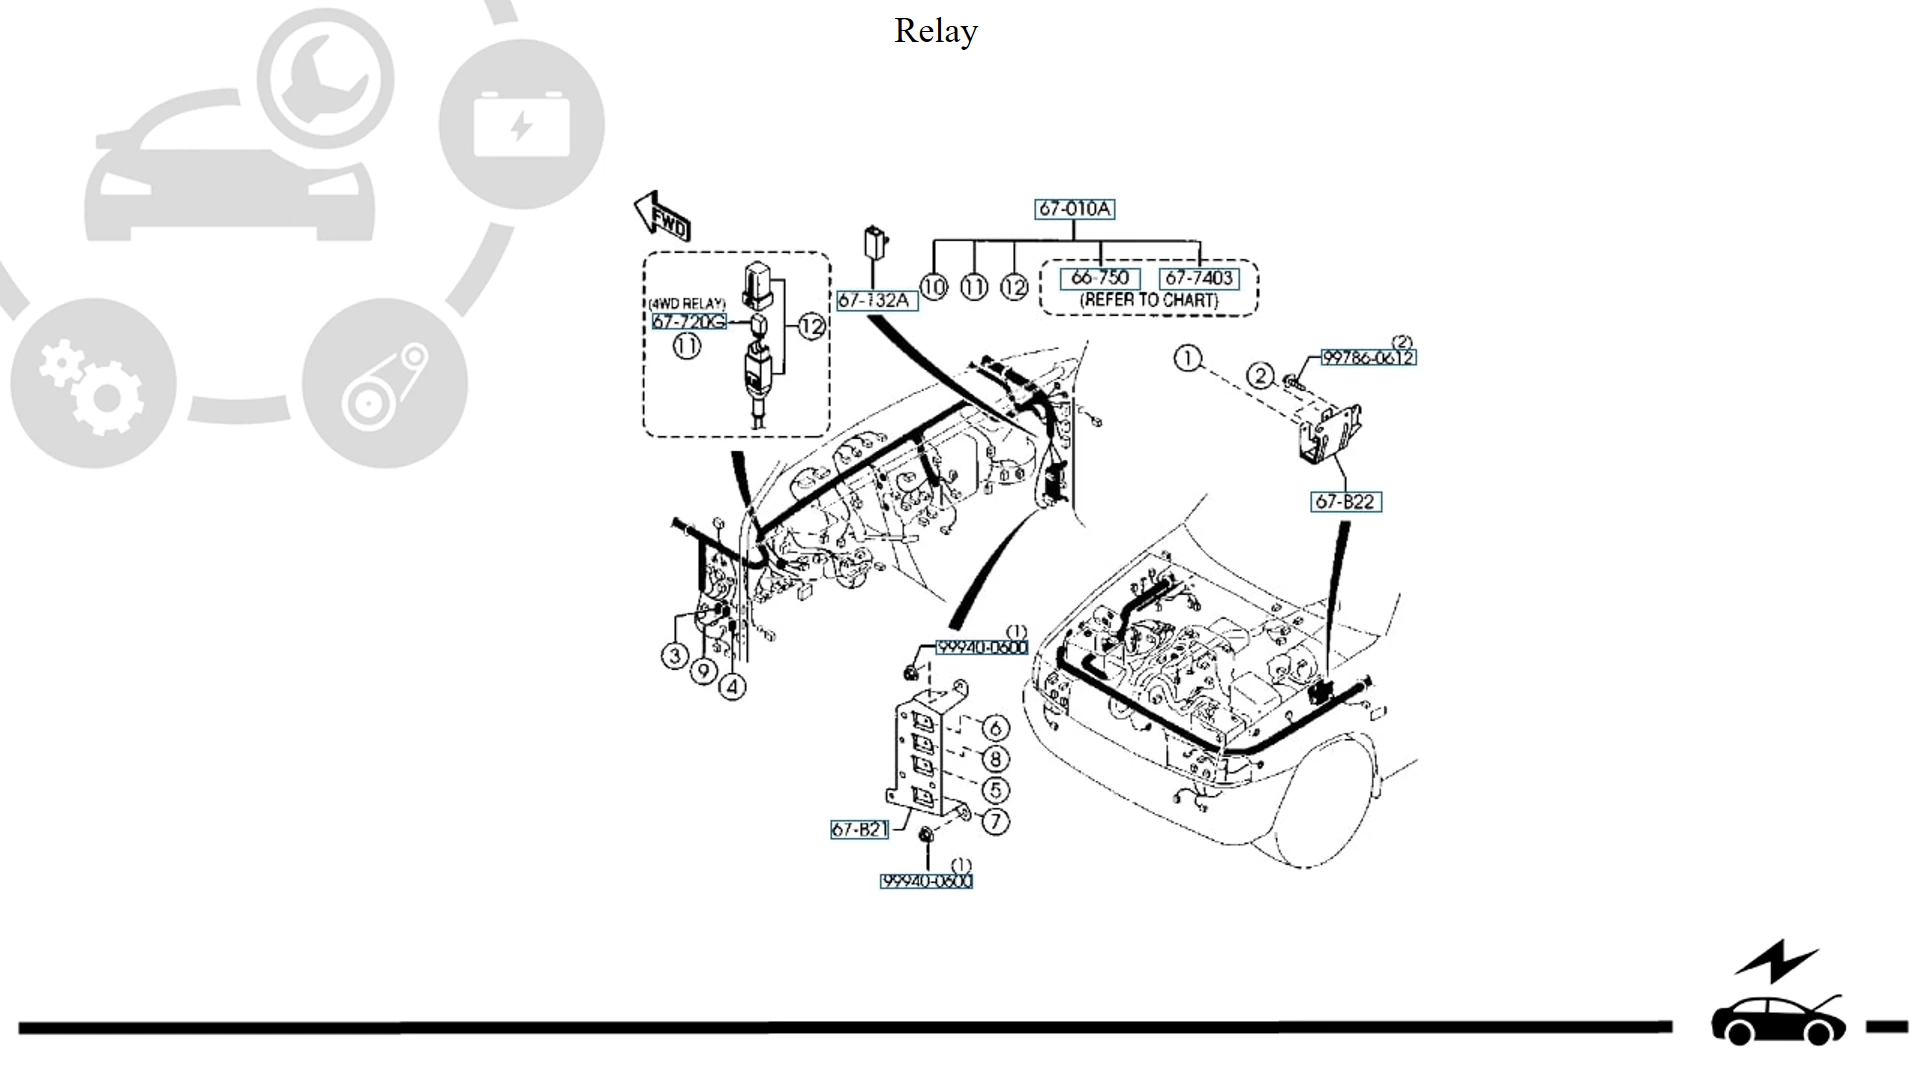 Relay
FWD
67-010A
10 11 12
66-750 67-7403
(REFER TO CHART)
67-132A
(4WD RELAY)
67-720G
11
12
1
2
(2)
99786-0612
67-B22
3
9
4
(1)
99940-0600
6
8
5
7
67-B21
(1)
99940-0600